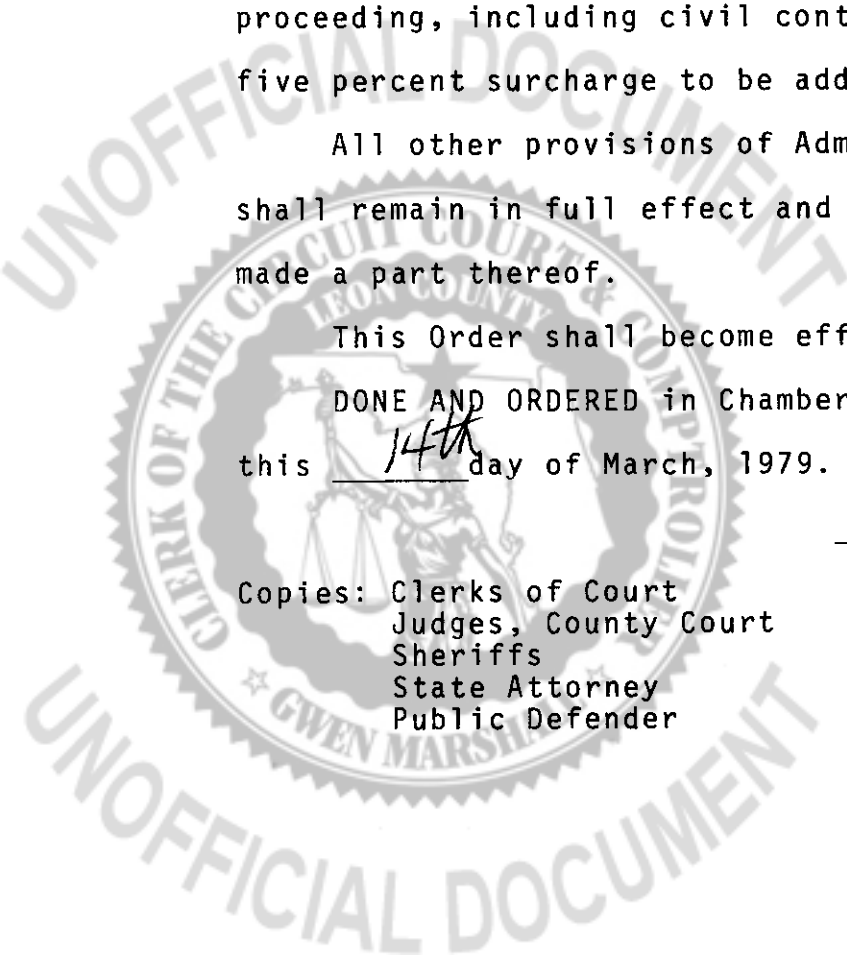 proceeding, including civil cont
five percent surcharge to be add
All other provisions of Adm
shall remain in full effect and
made a part thereof.
This Order shall become eff
DONE AND ORDERED in Chamber
this 14th day of March, 1979.
Copies: Clerks of Court
Judges, County Court
Sheriffs
State Attorney
Public Defender
UNOFFICIAL DOCUMENT
CLERK OF THE CIRCUIT COURT & COMPTROLLER
LEON COUNTY
GWEN MARSHALL
UNOFFICIAL DOCUMENT